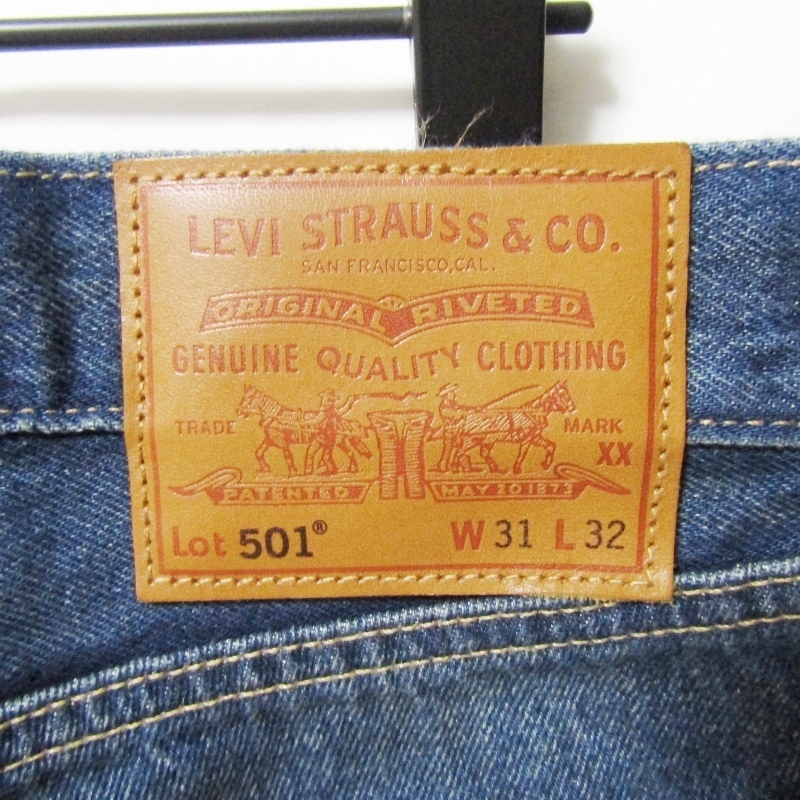 LEVI STRAUSS & CO.
SAN FRANCISCO, CAL.
ORIGINAL RIVETED
GENUINE QUALITY CLOTHING
TRADE MARK
XX
PATENTED MAY 20 1873
Lot 501® W 31 L 32